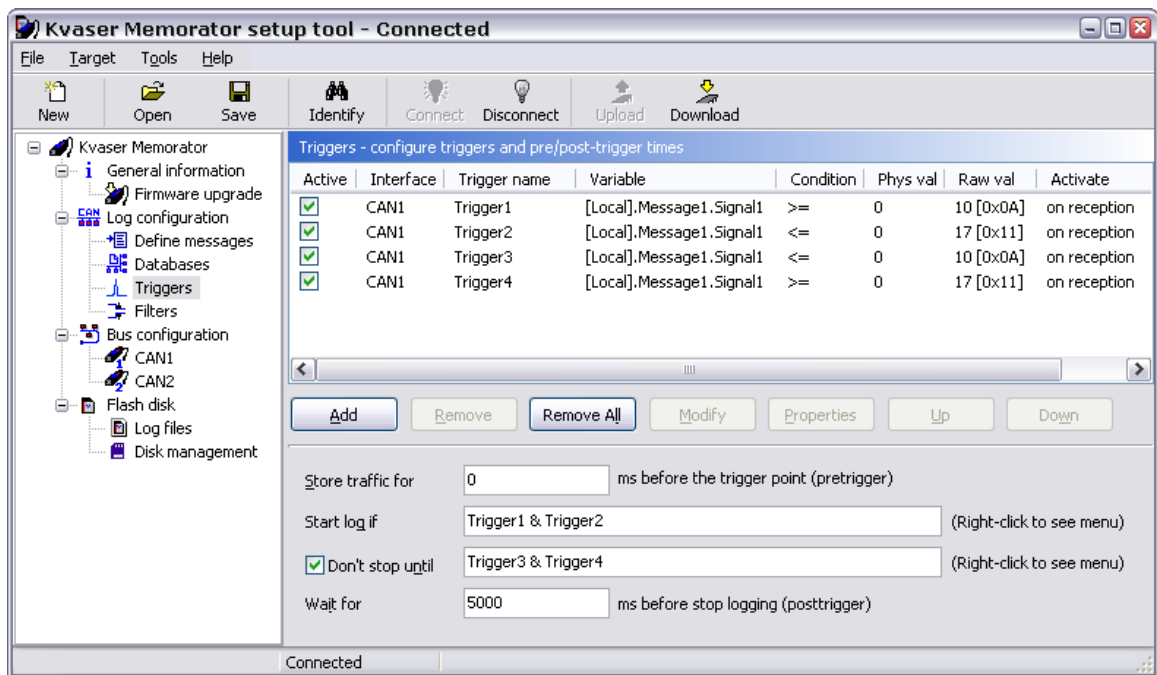 Kvaser Memorator setup tool - Connected
File Target Tools Help
New Open Save Identify Connect Disconnect Upload Download
Kvaser Memorator
General information
Firmware upgrade
CAN Log configuration
Define messages
Databases
Triggers
Filters
Bus configuration
1 CAN1
2 CAN2
Flash disk
Log files
Disk management
Triggers - configure triggers and pre/post-trigger times
Active Interface Trigger name Variable Condition Phys val Raw val Activate
CAN1 Trigger1 [Local].Message1.Signal1 >= 0 10 [0x0A] on reception
CAN1 Trigger2 [Local].Message1.Signal1 <= 0 17 [0x11] on reception
CAN1 Trigger3 [Local].Message1.Signal1 <= 0 10 [0x0A] on reception
CAN1 Trigger4 [Local].Message1.Signal1 >= 0 17 [0x11] on reception
Add Remove Remove All Modify Properties Up Down
Store traffic for 0 ms before the trigger point (pretrigger)
Start log if Trigger1 & Trigger2 (Right-click to see menu)
Don't stop until Trigger3 & Trigger4 (Right-click to see menu)
Wait for 5000 ms before stop logging (posttrigger)
Connected